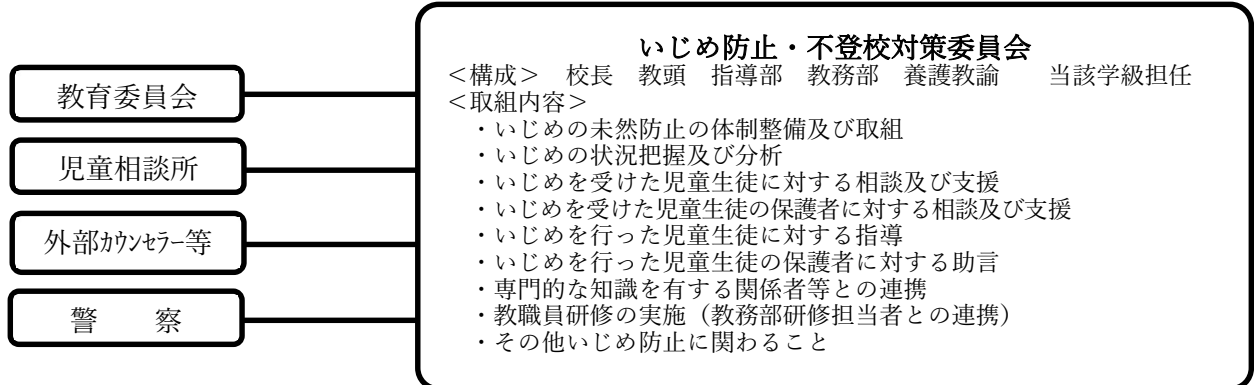 いじめ防止・不登校対策委員会
＜構成＞　校長　教頭　指導部　教務部　養護教諭　　当該学級担任
＜取組内容＞
・いじめの未然防止の体制整備及び取組
・いじめの状況把握及び分析
・いじめを受けた児童生徒に対する相談及び支援
・いじめを受けた児童生徒の保護者に対する相談及び支援
・いじめを行った児童生徒に対する指導
・いじめを行った児童生徒の保護者に対する助言
・専門的な知識を有する関係者等との連携
・教職員研修の実施（教務部研修担当者との連携）
・その他いじめ防止に関わること
教育委員会
児童相談所
外部ｶｳﾝｾﾗｰ等
警　　察